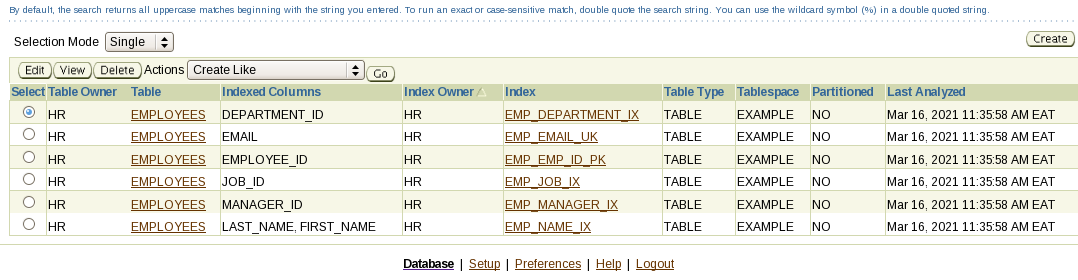 By default, the search returns all uppercase matches beginning with the string you entered. To run an exact or case-sensitive match, double quote the search string. You can use the wildcard symbol (%) in a double quoted string.
Selection Mode Single Create
Edit View Delete Actions Create Like Go
Select Table Owner Table Indexed Columns Index Owner Index Table Type Tablespace Partitioned Last Analyzed
HR EMPLOYEES DEPARTMENT_ID HR EMP_DEPARTMENT_IX TABLE EXAMPLE NO Mar 16, 2021 11:35:58 AM EAT
HR EMPLOYEES EMAIL HR EMP_EMAIL_UK TABLE EXAMPLE NO Mar 16, 2021 11:35:58 AM EAT
HR EMPLOYEES EMPLOYEE_ID HR EMP_EMP_ID_PK TABLE EXAMPLE NO Mar 16, 2021 11:35:58 AM EAT
HR EMPLOYEES JOB_ID HR EMP_JOB_IX TABLE EXAMPLE NO Mar 16, 2021 11:35:58 AM EAT
HR EMPLOYEES MANAGER_ID HR EMP_MANAGER_IX TABLE EXAMPLE NO Mar 16, 2021 11:35:58 AM EAT
HR EMPLOYEES LAST_NAME, FIRST_NAME HR EMP_NAME_IX TABLE EXAMPLE NO Mar 16, 2021 11:35:58 AM EAT
Database | Setup | Preferences | Help | Logout